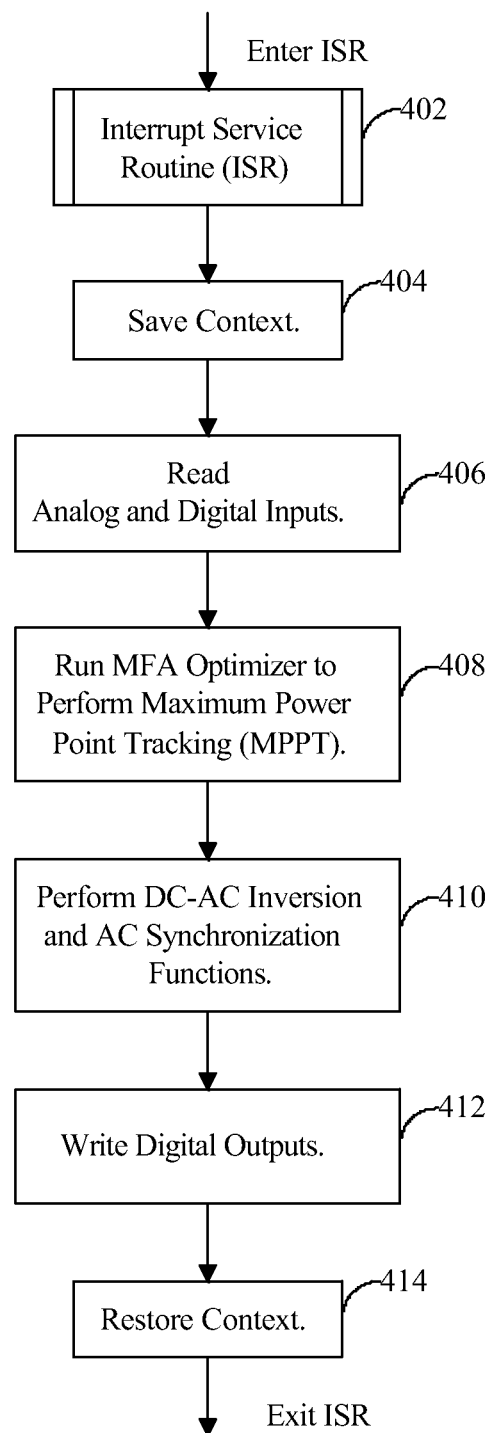 Enter ISR
402
Interrupt Service
Routine (ISR)
404
Save Context.
406
Read
Analog and Digital Inputs.
408
Run MFA Optimizer to
Perform Maximum Power
Point Tracking (MPPT).
410
Perform DC-AC Inversion
and AC Synchronization
Functions.
412
Write Digital Outputs.
414
Restore Context.
Exit ISR